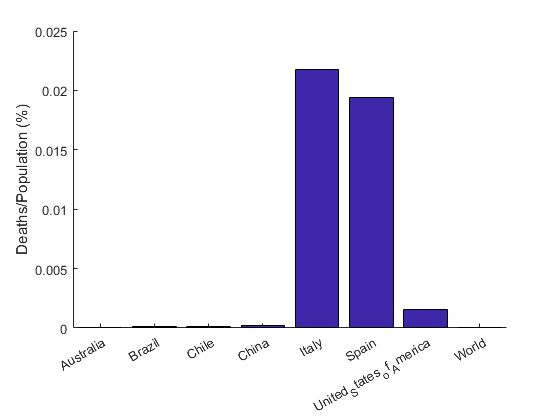 0.025
0.02
0.015
0.01
0.005
0
Deaths/Population (%)
Australia
Brazil
Chile
China
Italy
Spain
United_States_of_America
World